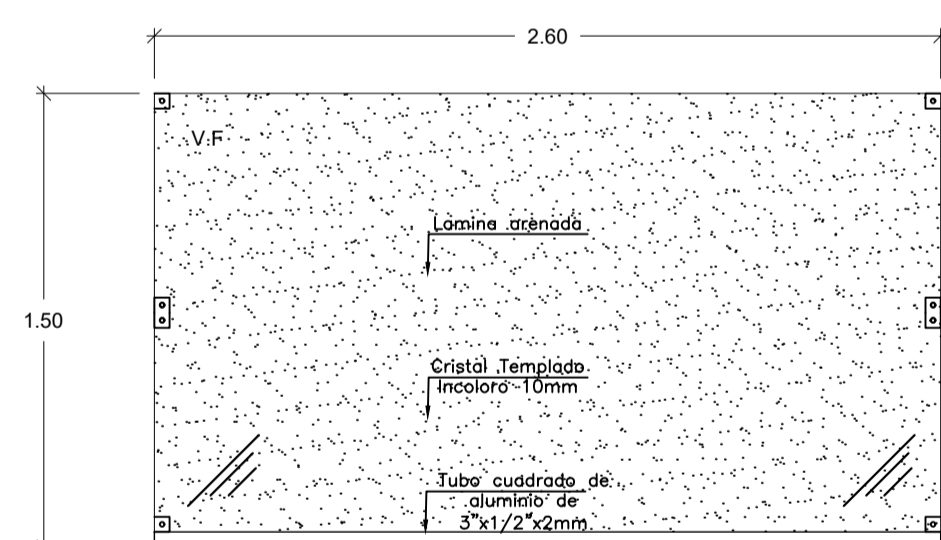 2.60
V.F
Lamina arenada
1.50
Cristal Templado
Incoloro 10mm
Tubo cuadrado de
aluminio de
3"x1/2"x2mm